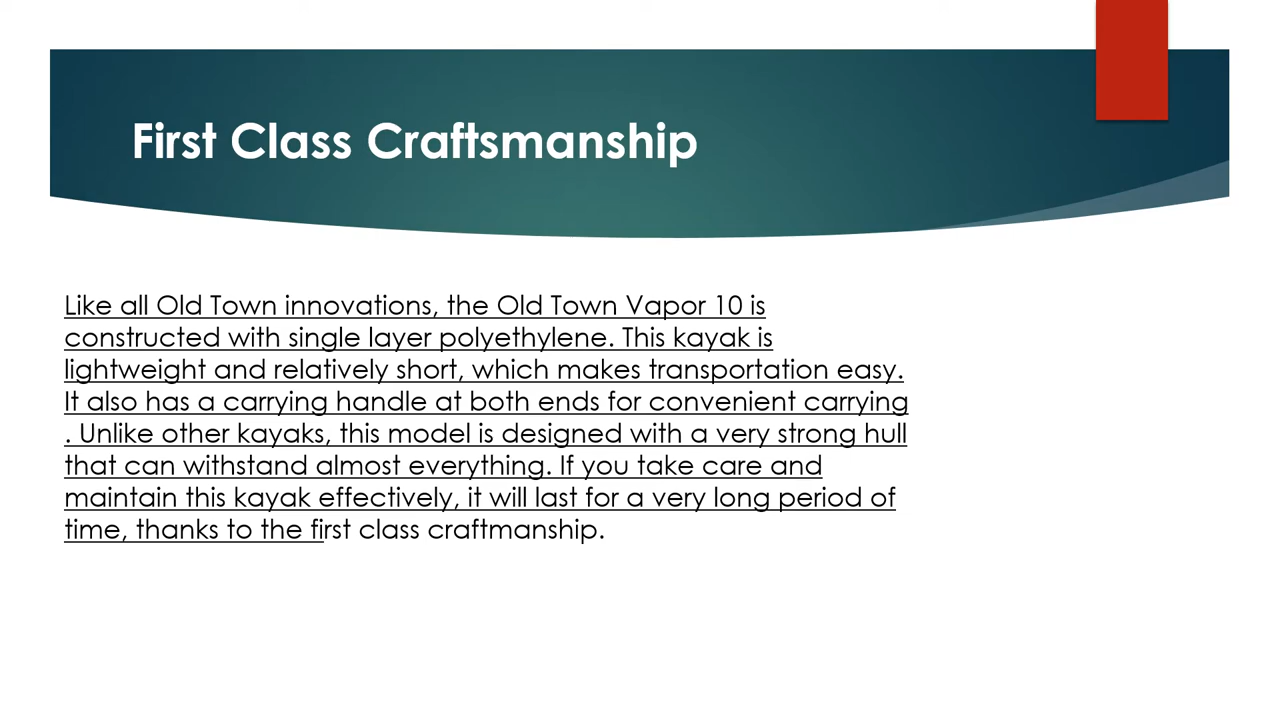 First Class Craftsmanship
Like all Old Town innovations, the Old Town Vapor 10 is
constructed with single layer polyethylene. This kayak is
lightweight and relatively short, which makes transportation easy.
It also has a carrying handle at both ends for convenient carrying
. Unlike other kayaks, this model is designed with a very strong hull
that can withstand almost everything. If you take care and
maintain this kayak effectively, it will last for a very long period of
time, thanks to the first class craftmanship.